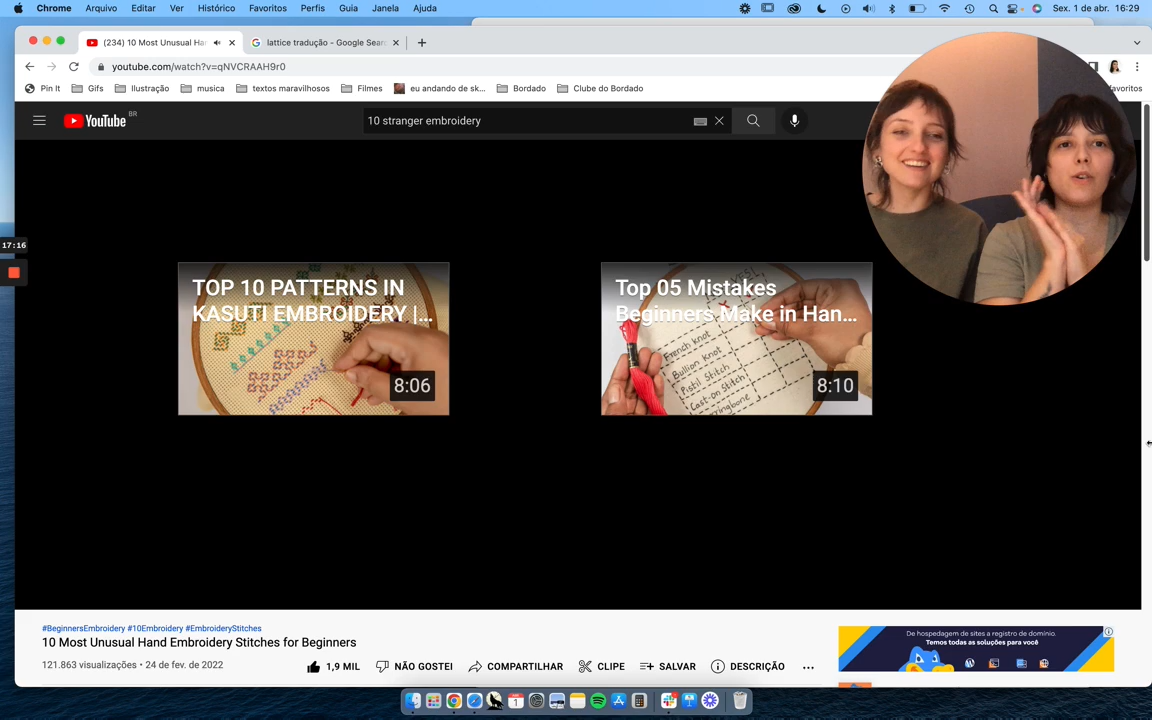 Chrome Arquivo Editar Ver Histórico Favoritos Perfis Guia Janela Ajuda Sex. 1 de abr. 16:29
(234) 10 Most Unusual Ha
lattice tradução - Google Sear
youtube.com/watch?v=qNVCRAAH9r0
Pin It Gifs Ilustração musica textos maravilhosos Filmes eu andando de sk... Bordado Clube do Bordado
YouTube BR
10 stranger embroidery
17:16
TOP 10 PATTERNS IN
KASUTI EMBROIDERY |...
8:06
Top 05 Mistakes
Beginners Make in Han...
French Knot
Bullion Knot
Pistil Stitch
Cast-on Stitch
8:10
#BeginnersEmbroidery #10Embroidery #EmbroideryStitches
10 Most Unusual Hand Embroidery Stitches for Beginners
121.863 visualizações • 24 de fev. de 2022
1,9 MIL NÃO GOSTEI COMPARTILHAR CLIPE SALVAR DESCRIÇÃO ...
De hospedagem de sites a registro de domínio.
Temos todas as soluções para você